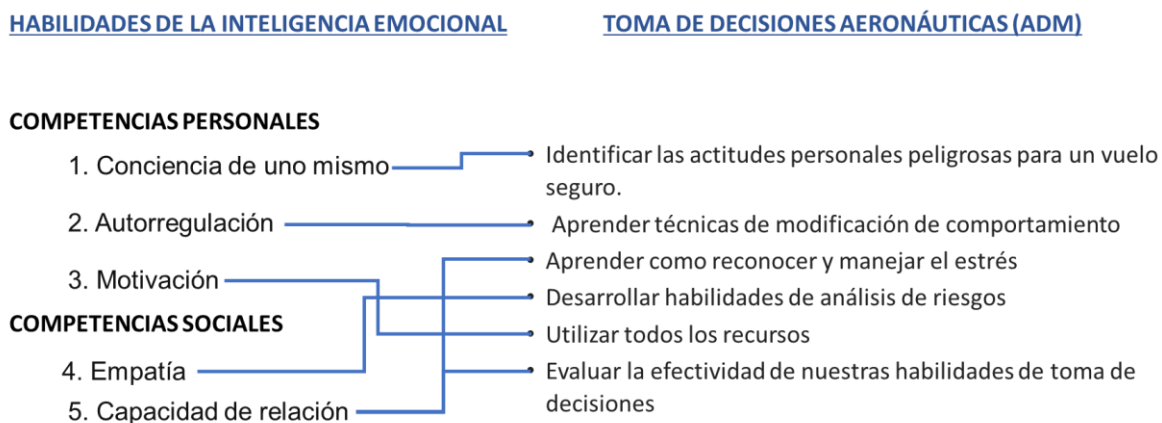 HABILIDADES DE LA INTELIGENCIA EMOCIONAL
TOMA DE DECISIONES AERONÁUTICAS (ADM)
COMPETENCIAS PERSONALES
1. Conciencia de uno mismo
2. Autorregulación
3. Motivación
COMPETENCIAS SOCIALES
4. Empatía
5. Capacidad de relación
• Identificar las actitudes personales peligrosas para un vuelo
seguro.
• Aprender técnicas de modificación de comportamiento
• Aprender como reconocer y manejar el estrés
• Desarrollar habilidades de análisis de riesgos
• Utilizar todos los recursos
• Evaluar la efectividad de nuestras habilidades de toma de
decisiones